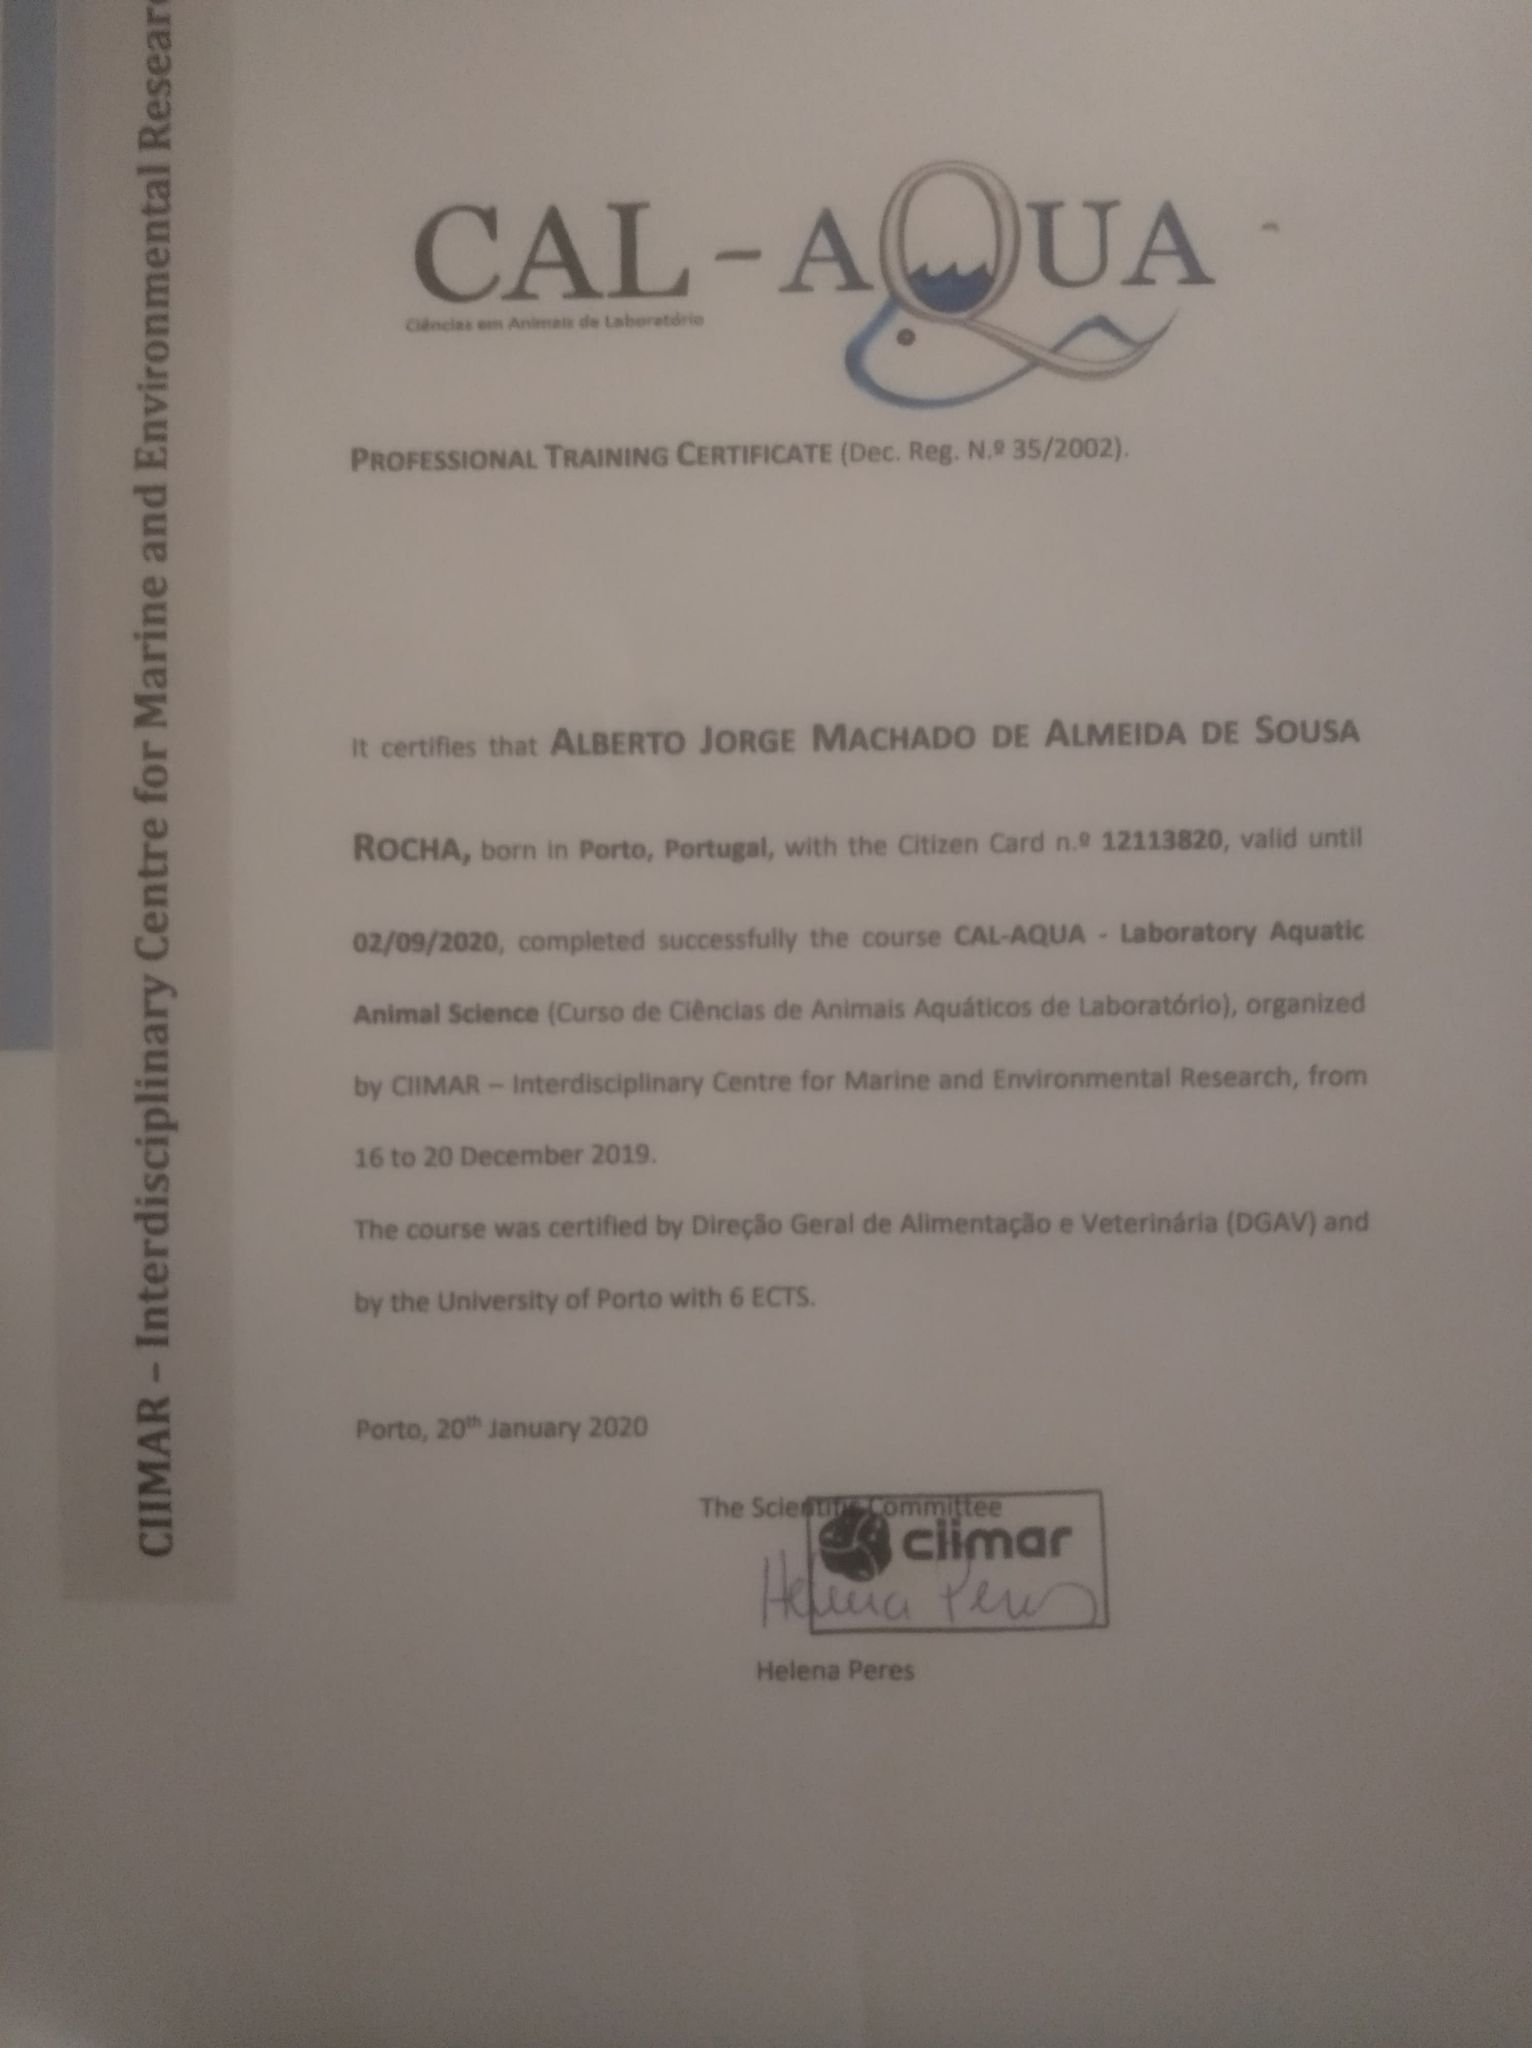 CIIMAR – Interdisciplinary Centre for Marine and Environmental
CAL - AQUA
Ciências em Animais de Laboratório
PROFESSIONAL TRAINING CERTIFICATE (Dec. Reg. N.º 35/2002).
It certifies that ALBERTO JORGE MACHADO DE ALMEIDA DE SOUSA
ROCHA, born in Porto, Portugal, with the Citizen Card n.º 12113820, valid until
02/09/2020, completed successfully the course CAL-AQUA - Laboratory Aquatic
Animal Science (Curso de Ciências de Animais Aquáticos de Laboratório), organized
by CIIMAR – Interdisciplinary Centre for Marine and Environmental Research, from
16 to 20 December 2019.
The course was certified by Direção Geral de Alimentação e Veterinária (DGAV) and
by the University of Porto with 6 ECTS.
Porto, 20th January 2020
The Scientific Committee
ciimar
Helena Peres
Helena Peres